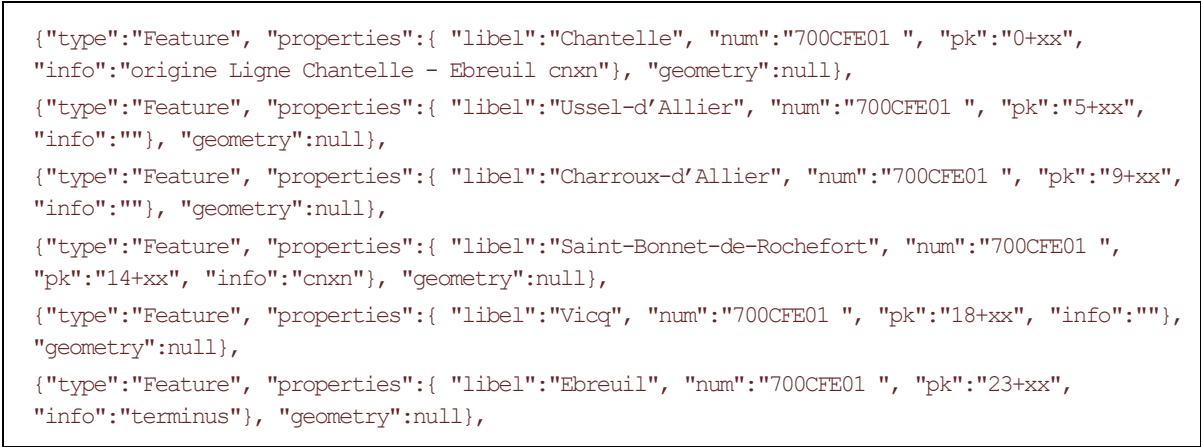 {"type":"Feature", "properties":{ "libel":"Chantelle", "num":"700CFE01 ", "pk":"0+xx",
"info":"origine Ligne Chantelle - Ebreuil cnxn"}, "geometry":null},
{"type":"Feature", "properties":{ "libel":"Ussel-d’Allier", "num":"700CFE01 ", "pk":"5+xx",
"info":""}, "geometry":null},
{"type":"Feature", "properties":{ "libel":"Charroux-d’Allier", "num":"700CFE01 ", "pk":"9+xx",
"info":""}, "geometry":null},
{"type":"Feature", "properties":{ "libel":"Saint-Bonnet-de-Rochefort", "num":"700CFE01 ",
"pk":"14+xx", "info":"cnxn"}, "geometry":null},
{"type":"Feature", "properties":{ "libel":"Vicq", "num":"700CFE01 ", "pk":"18+xx", "info":""},
"geometry":null},
{"type":"Feature", "properties":{ "libel":"Ebreuil", "num":"700CFE01 ", "pk":"23+xx",
"info":"terminus"}, "geometry":null},